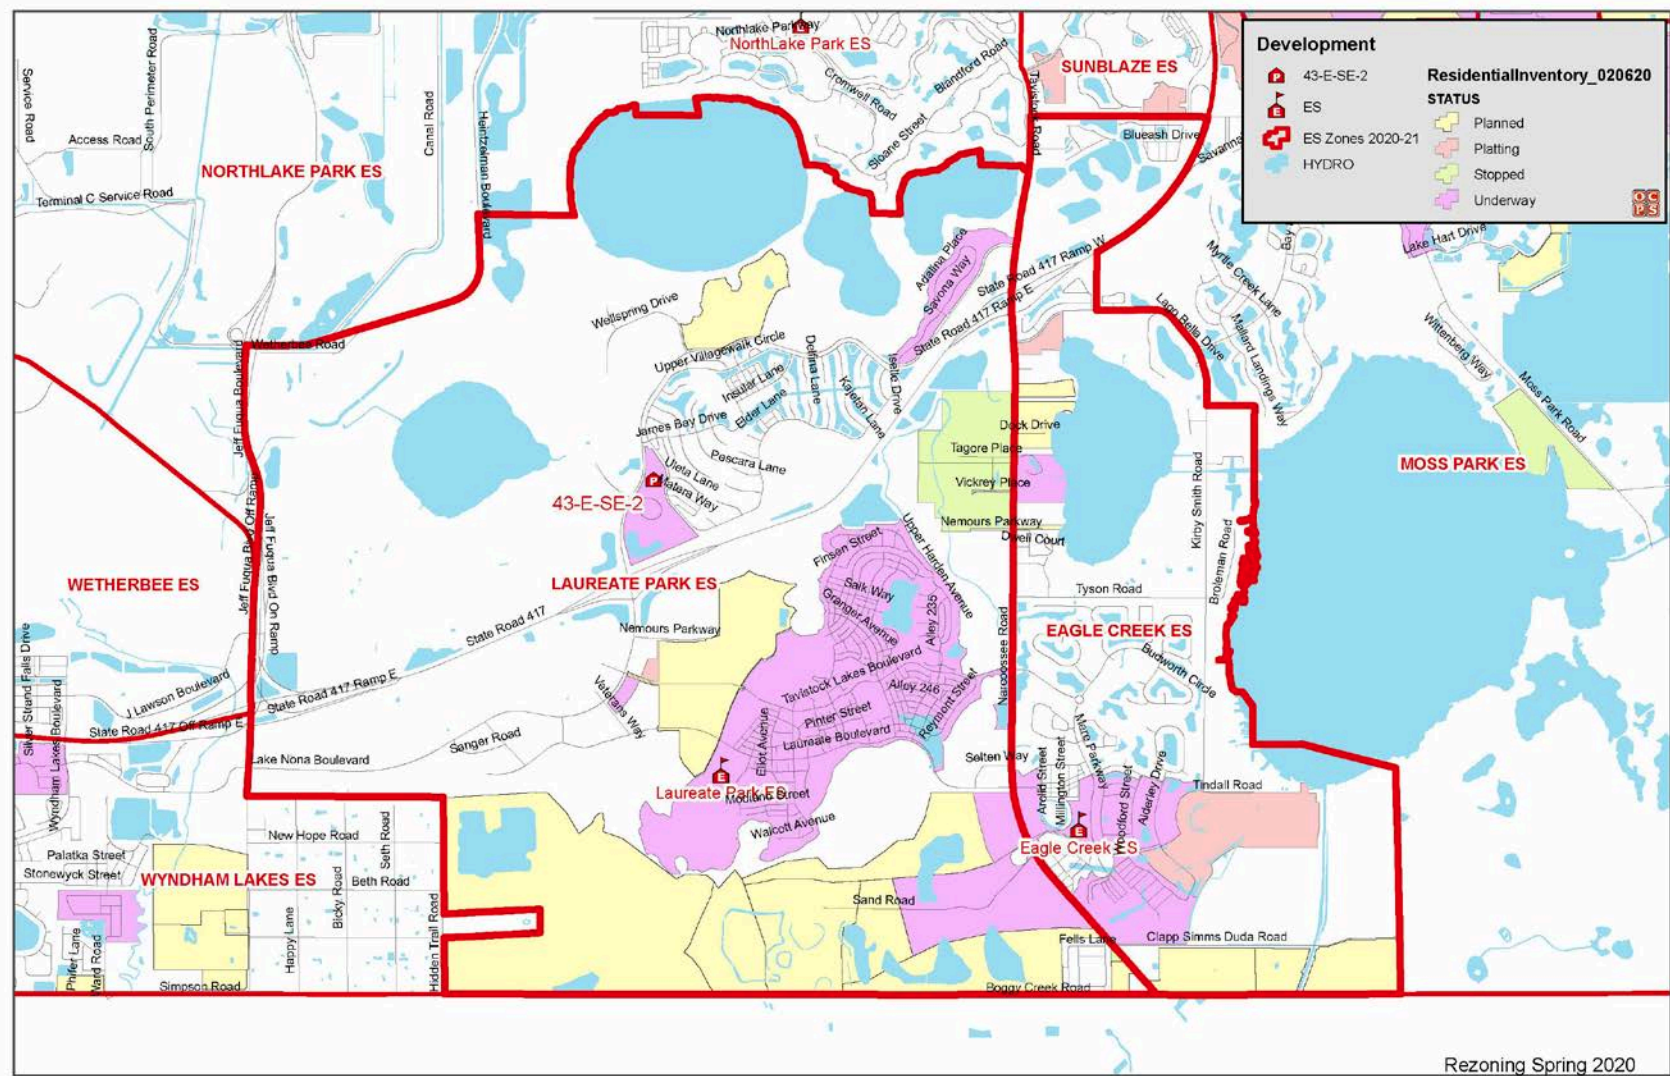 Northlake Parkway
NorthLake Park ES
Blandford Road
Cromwell Road
Sloane Street
Tavistock Road
SUNBLAZE ES
Blueash Drive
Savanna
Development
43-E-SE-2
ES
ES Zones 2020-21
HYDRO
ResidentialInventory_020620
STATUS
Planned
Platting
Stopped
Underway
OC
PS
Service Road
South Perimeter Road
Access Road
Canal Road
Heintzelman Boulevard
NORTHLAKE PARK ES
Terminal C Service Road
Adalina Place
Savona Way
State Road 417 Ramp W
State Road 417 Ramp E
Lake Hart Drive
Myrtle Creek Lane
Lago Bella Drive
Mallard Landings Way
Wittenberg Way
Moss Park Road
Wellspring Drive
Wetherbee Road
Upper Villagewalk Circle
Delfina Lane
Iselle Drive
Insular Lane
Kajetan Lane
Elder Lane
James Bay Drive
Jeff Fuqua Boulevard
Dock Drive
Tagore Place
Pescara Lane
Uleta Lane
Matera Way
Vickrey Place
Kirby Smith Road
MOSS PARK ES
43-E-SE-2
Jeff Fuqua Blvd Off Ramp
Jeff Fuqua Blvd On Ramp
Nemours Parkway
Dwell Court
Upper Harden Avenue
Finsen Street
Broleman Road
WETHERBEE ES
LAUREATE PARK ES
Salk Way
Granger Avenue
Alley 235
Tyson Road
State Road 417
Nemours Parkway
Narcoossee Road
EAGLE CREEK ES
Budworth Circle
Silver Strand Falls Drive
Wyndham Lakes Boulevard
J Lawson Boulevard
State Road 417 Ramp E
State Road 417 Off Ramp E
Veterans Way
Tavistock Lakes Boulevard
Alley 246
Reymont Street
Pinter Street
Laureate Boulevard
Eliot Avenue
Sanger Road
Lake Nona Boulevard
Selten Way
Mere Parkway
Arolid Street
Millington Street
Woodford Street
Alderley Drive
Tindall Road
Laureate Park ES
Modiano Street
Walcott Avenue
Eagle Creek ES
New Hope Road
Seth Road
Palatka Street
Stonewyck Street
WYNDHAM LAKES ES
Beth Road
Bicky Road
Happy Lane
Hidden Trail Road
Sand Road
Phifer Lane
Ward Road
Fells Lane
Clapp Simms Duda Road
Simpson Road
Boggy Creek Road
Rezoning Spring 2020